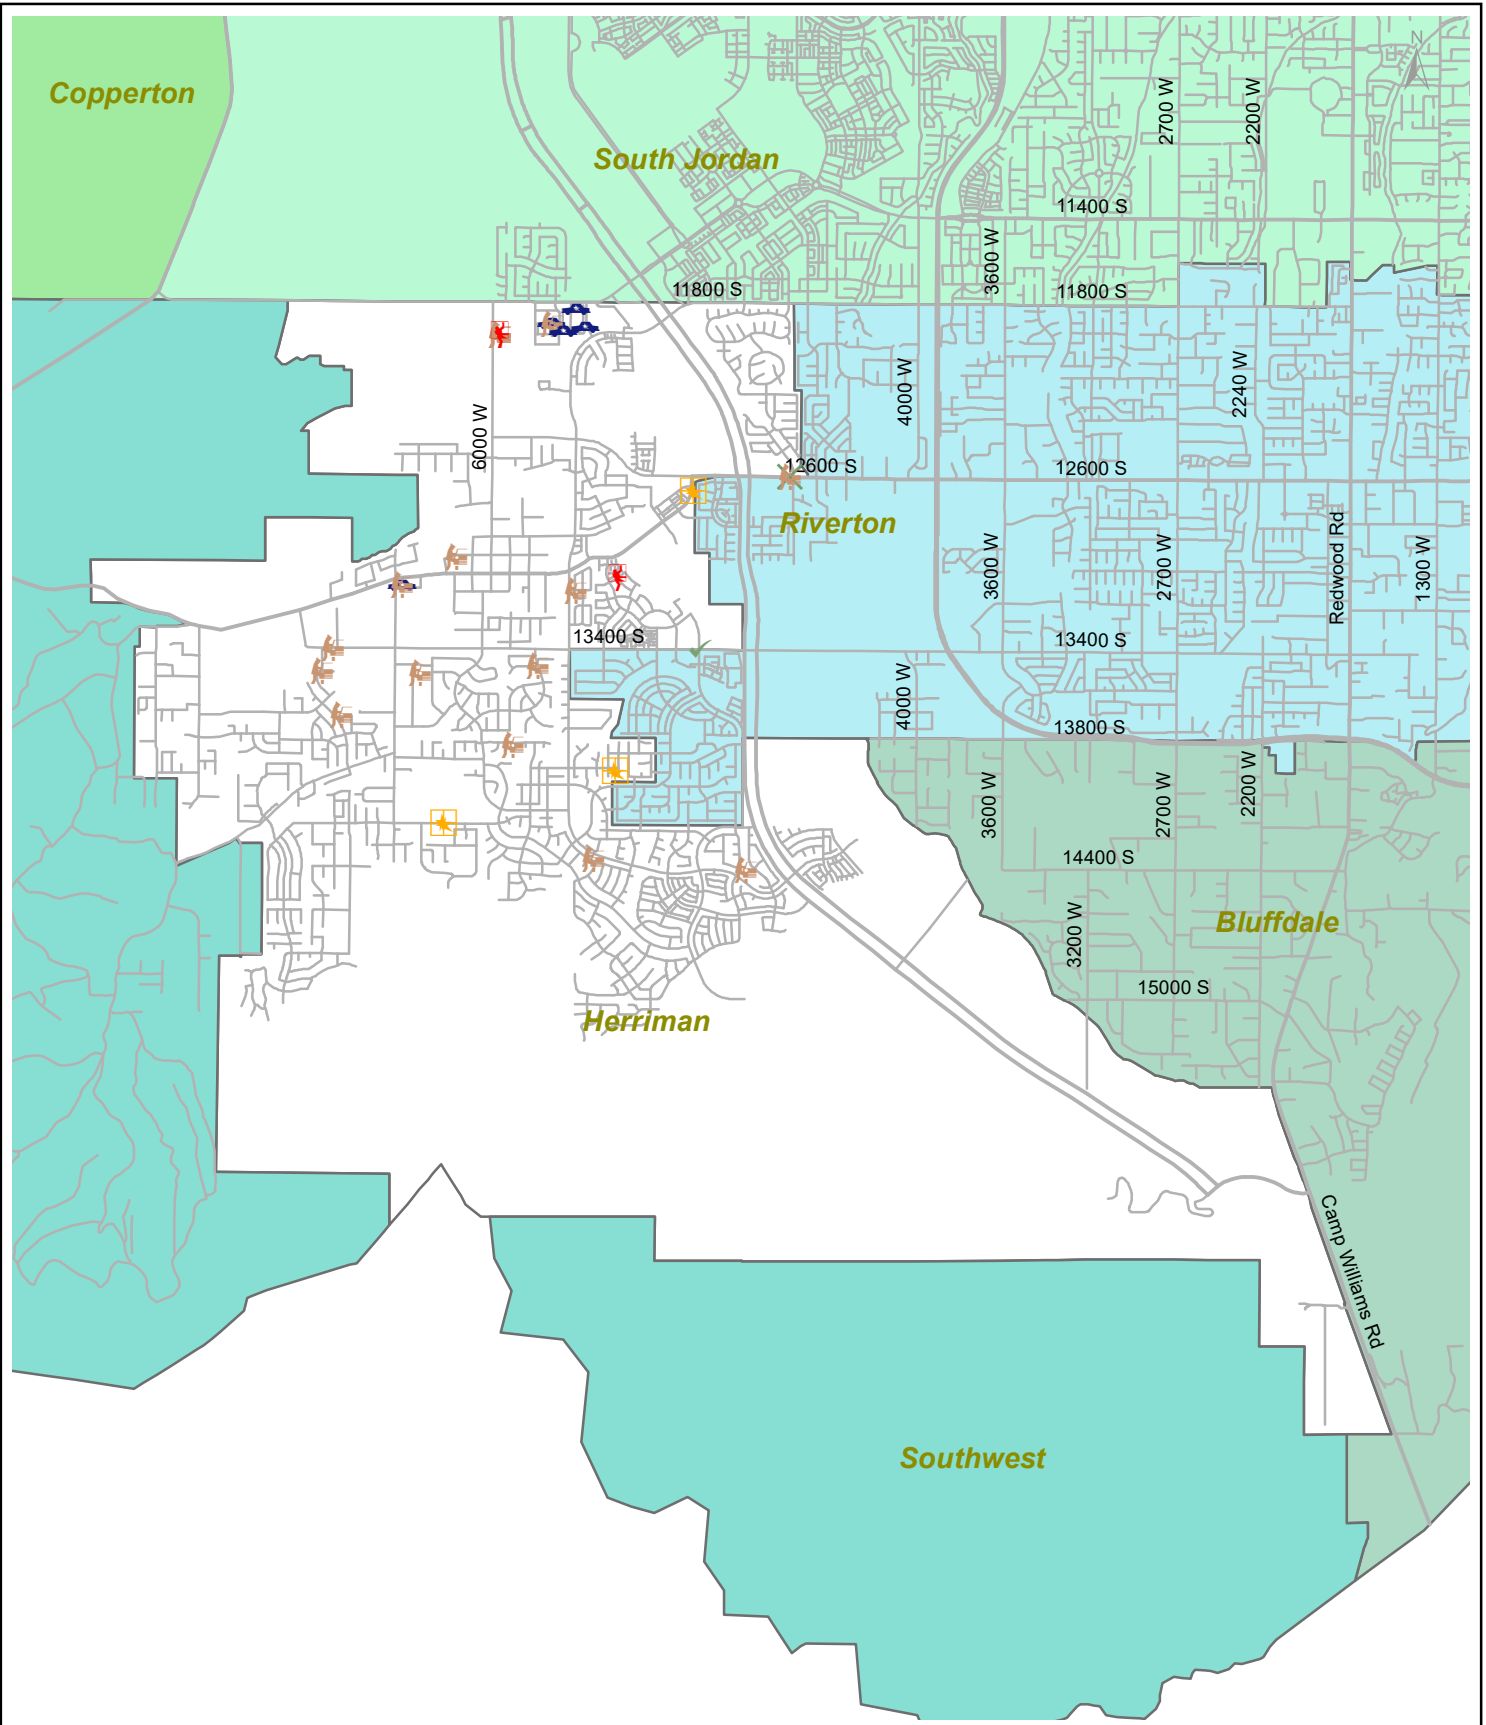 N
Copperton
2700 W
2200 W
South Jordan
11400 S
3600 W
11800 S
11800 S
4000 W
2240 W
6000 W
12600 S
12600 S
Riverton
Redwood Rd
3600 W
2700 W
1300 W
13400 S
13400 S
4000 W
13800 S
3600 W
2700 W
2200 W
14400 S
3200 W
Bluffdale
15000 S
Herriman
Camp Williams Rd
Southwest